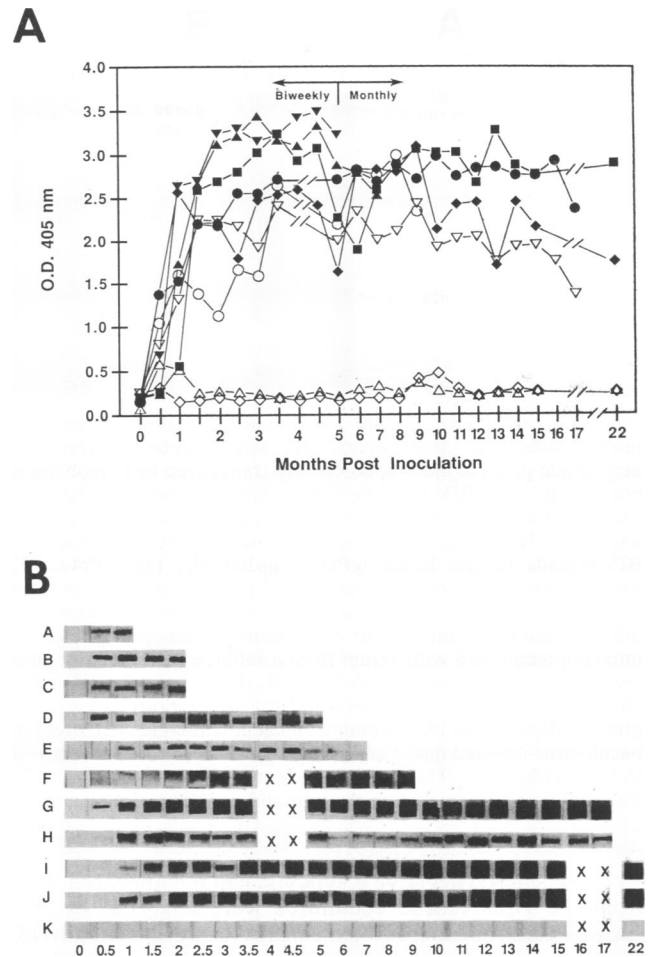 A
4.0
3.5
3.0
2.5
2.0
1.5
1.0
0.5
0.0
O.D. 405 nm
Biweekly Monthly
0 1 2 3 4 5 6 7 8 9 10 11 12 13 14 15 16 17 22
Months Post Inoculation
B
A
B
C
D
E
F X X
G
H X X
I X X
J
K X X
0 0.5 1 1.5 2 2.5 3 3.5 4 4.5 5 6 7 8 9 10 11 12 13 14 15 16 17 22